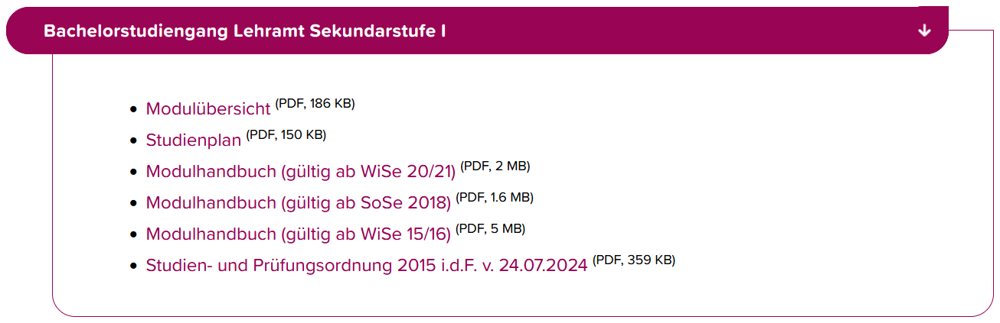 Bachelorstudiengang Lehramt Sekundarstufe I
Modulübersicht (PDF, 186 KB)
Studienplan (PDF, 150 KB)
Modulhandbuch (gültig ab WiSe 20/21) (PDF, 2 MB)
Modulhandbuch (gültig ab SoSe 2018) (PDF, 1.6 MB)
Modulhandbuch (gültig ab WiSe 15/16) (PDF, 5 MB)
Studien- und Prüfungsordnung 2015 i.d.F. v. 24.07.2024 (PDF, 359 KB)